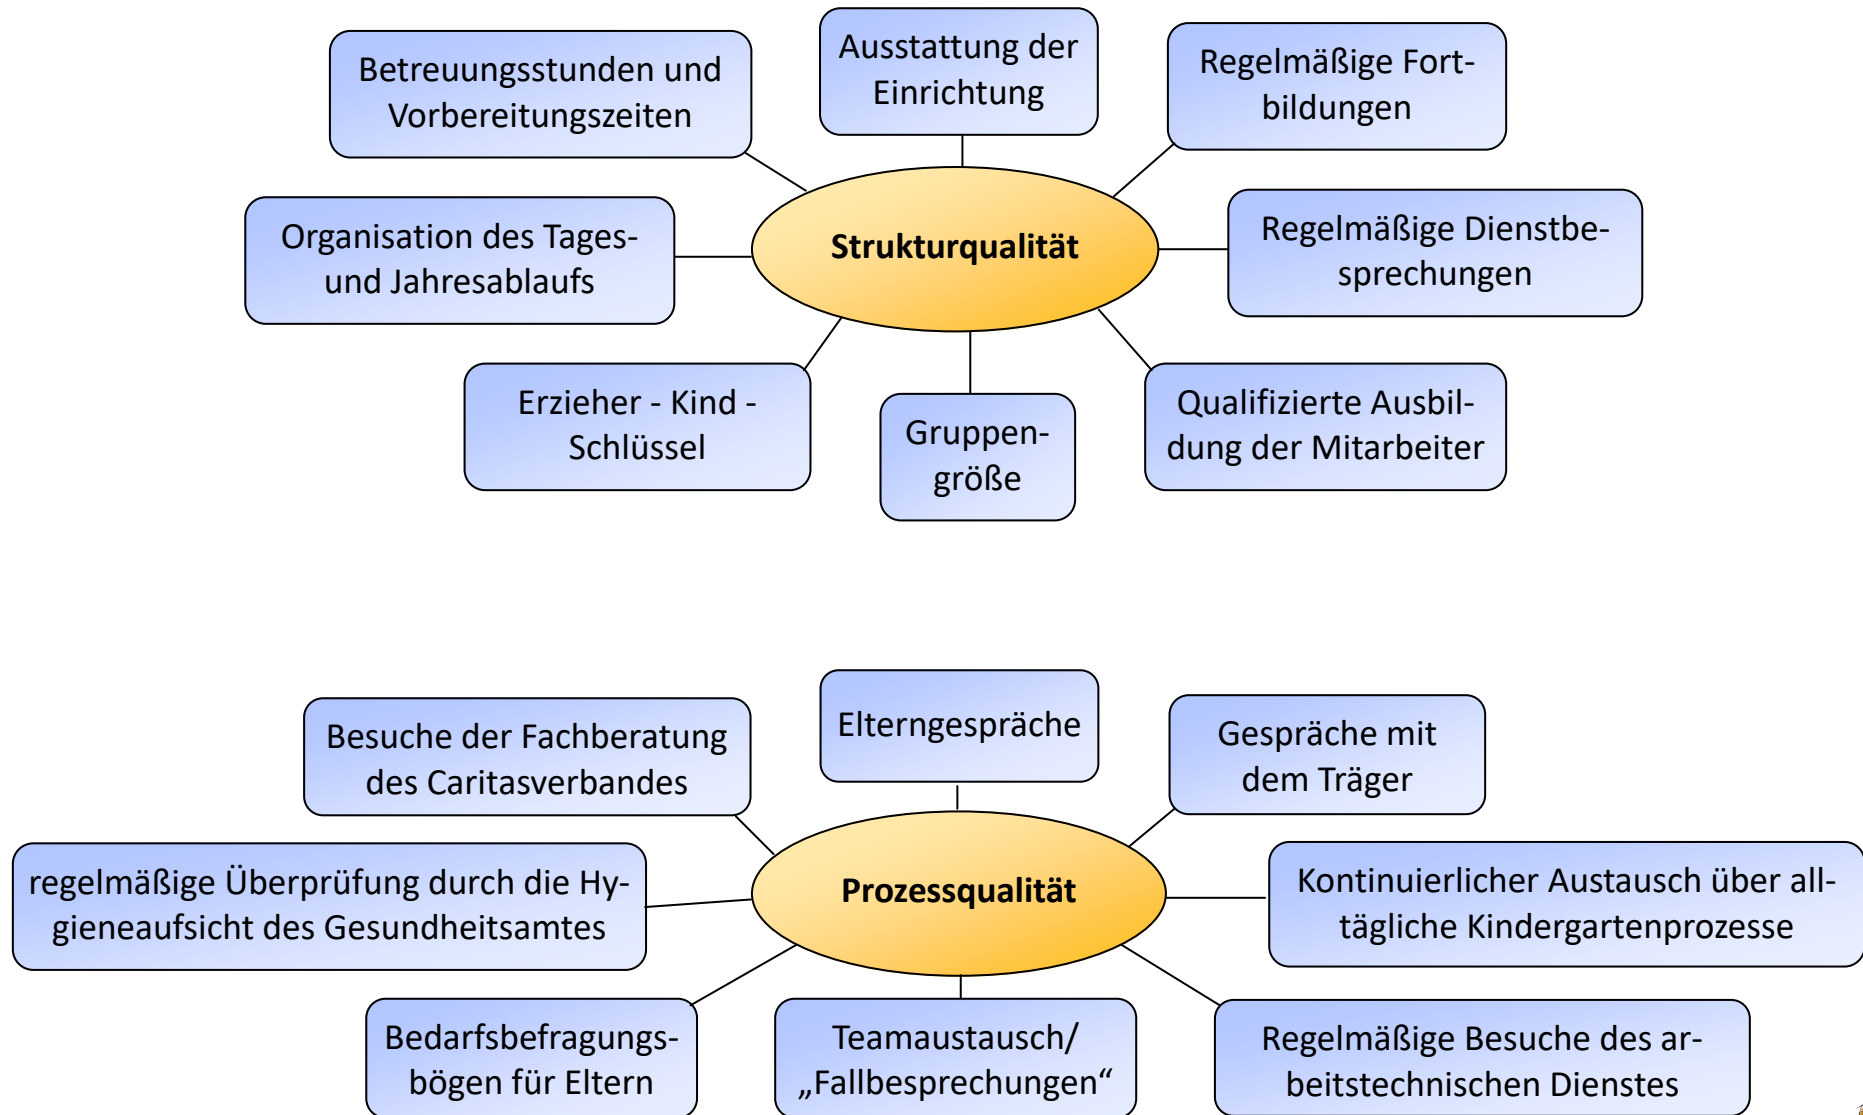 Ausstattung der
Einrichtung
Betreuungsstunden und
Vorbereitungszeiten
Regelmäßige Fort-
bildungen
Organisation des Tages-
und Jahresablaufs
Strukturqualität
Regelmäßige Dienstbe-
sprechungen
Erzieher - Kind -
Schlüssel
Gruppen-
größe
Qualifizierte Ausbil-
dung der Mitarbeiter
Elterngespräche
Besuche der Fachberatung
des Caritasverbandes
Gespräche mit
dem Träger
regelmäßige Überprüfung durch die Hy-
gieneaufsicht des Gesundheitsamtes
Prozessqualität
Kontinuierlicher Austausch über all-
tägliche Kindergartenprozesse
Bedarfsbefragungs-
bögen für Eltern
Teamaustausch/
„Fallbesprechungen“
Regelmäßige Besuche des ar-
beitstechnischen Dienstes